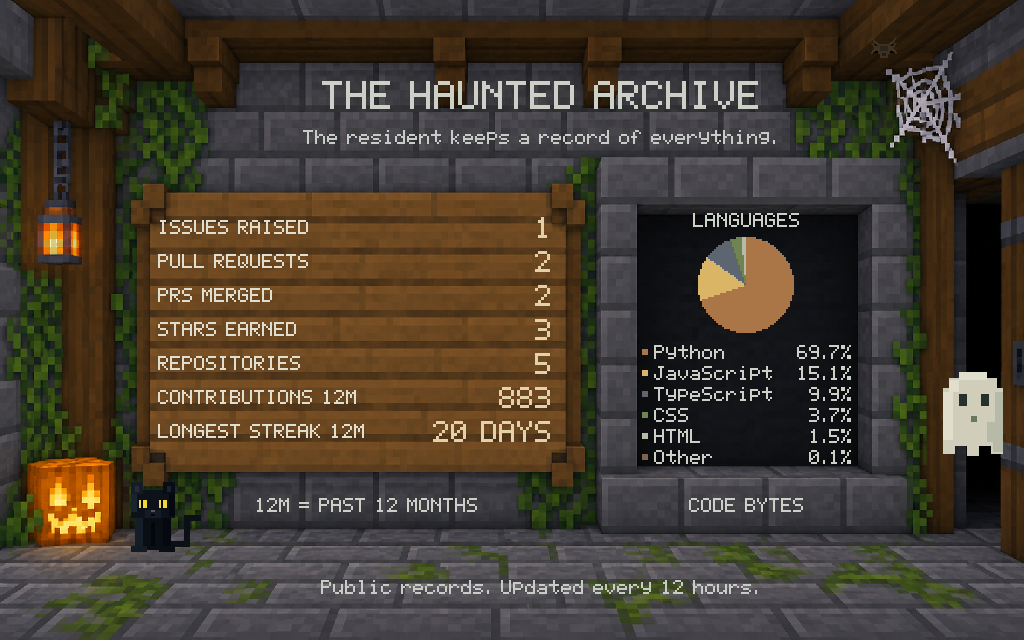 THE HAUNTED ARCHIVE
The resident keeps a record of everything.
ISSUES RAISED 1
PULL REQUESTS 2
PRS MERGED 2
STARS EARNED 3
REPOSITORIES 5
CONTRIBUTIONS 12M 883
LONGEST STREAK 12M 20 DAYS
12M = PAST 12 MONTHS
LANGUAGES
Python 69.7%
JavaScript 15.1%
TypeScript 9.9%
CSS 3.7%
HTML 1.5%
Other 0.1%
CODE BYTES
Public records. Updated every 12 hours.